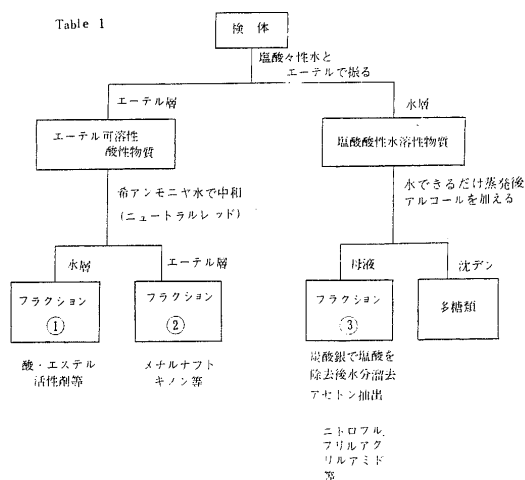 Table 1
検 体
塩酸々性水と
エーテルで振る
エーテル層
水層
エーテル可溶性
酸性物質
塩酸酸性水溶性物質
希アンモニヤ水で中和
(ニュートラルレッド)
水できるだけ蒸発後
アルコールを加える
水層
エーテル層
母液
沈デン
フラクション
①
フラクション
②
フラクション
③
多糖類
酸・エステル
活性剤等
メチルナフト
キノン等
炭酸銀で塩酸を
除去後水分溜去
アセトン抽出
ニトロフル
フリルアク
リルアミド
等